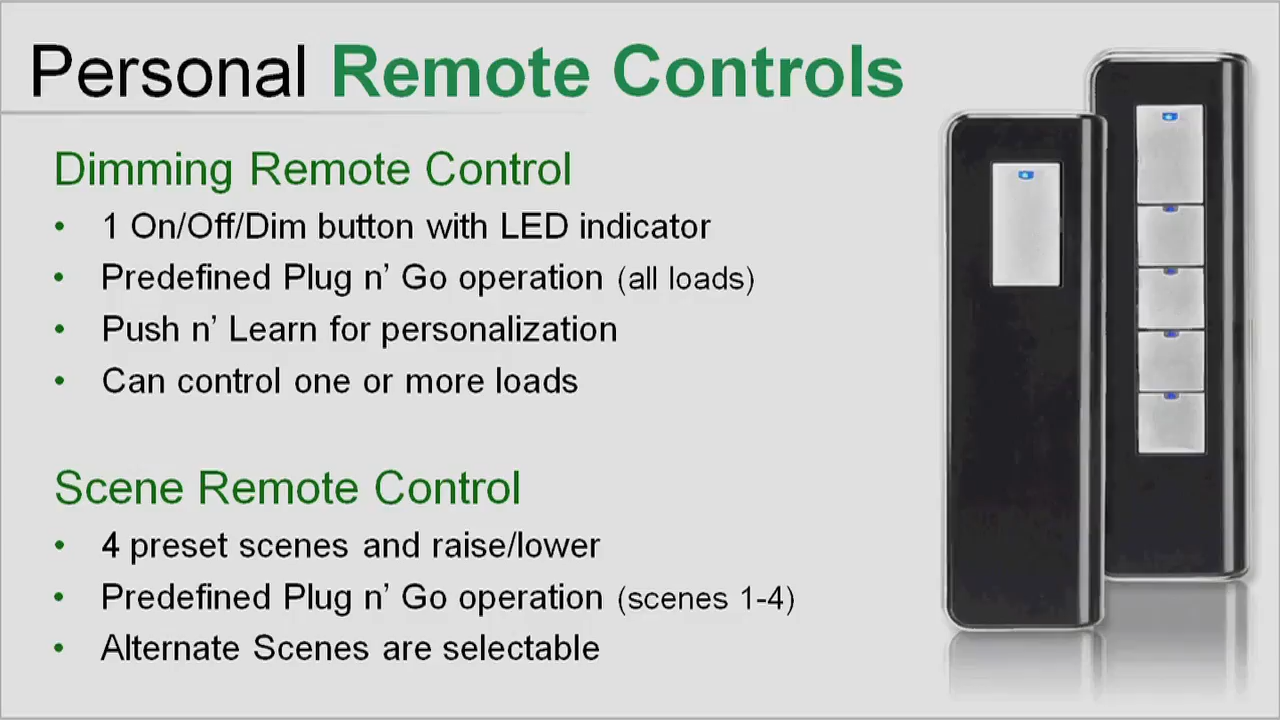 Personal Remote Controls
Dimming Remote Control
• 1 On/Off/Dim button with LED indicator
• Predefined Plug n’ Go operation (all loads)
• Push n’ Learn for personalization
• Can control one or more loads
Scene Remote Control
• 4 preset scenes and raise/lower
• Predefined Plug n’ Go operation (scenes 1-4)
• Alternate Scenes are selectable